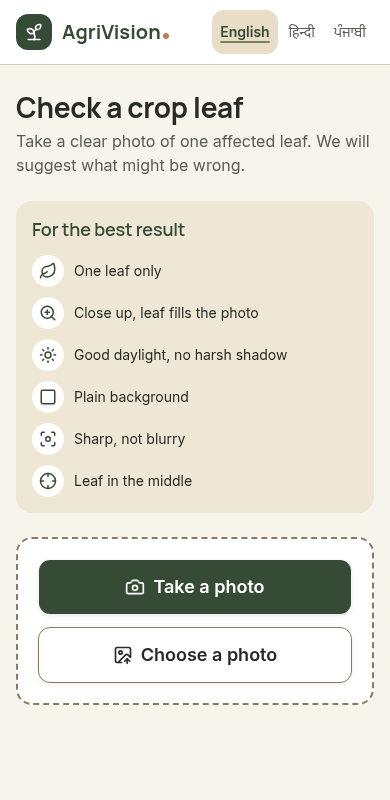 AgriVision
English हिन्दी ਪੰਜਾਬੀ
Check a crop leaf
Take a clear photo of one affected leaf. We will
suggest what might be wrong.
For the best result
One leaf only
Close up, leaf fills the photo
Good daylight, no harsh shadow
Plain background
Sharp, not blurry
Leaf in the middle
Take a photo
Choose a photo